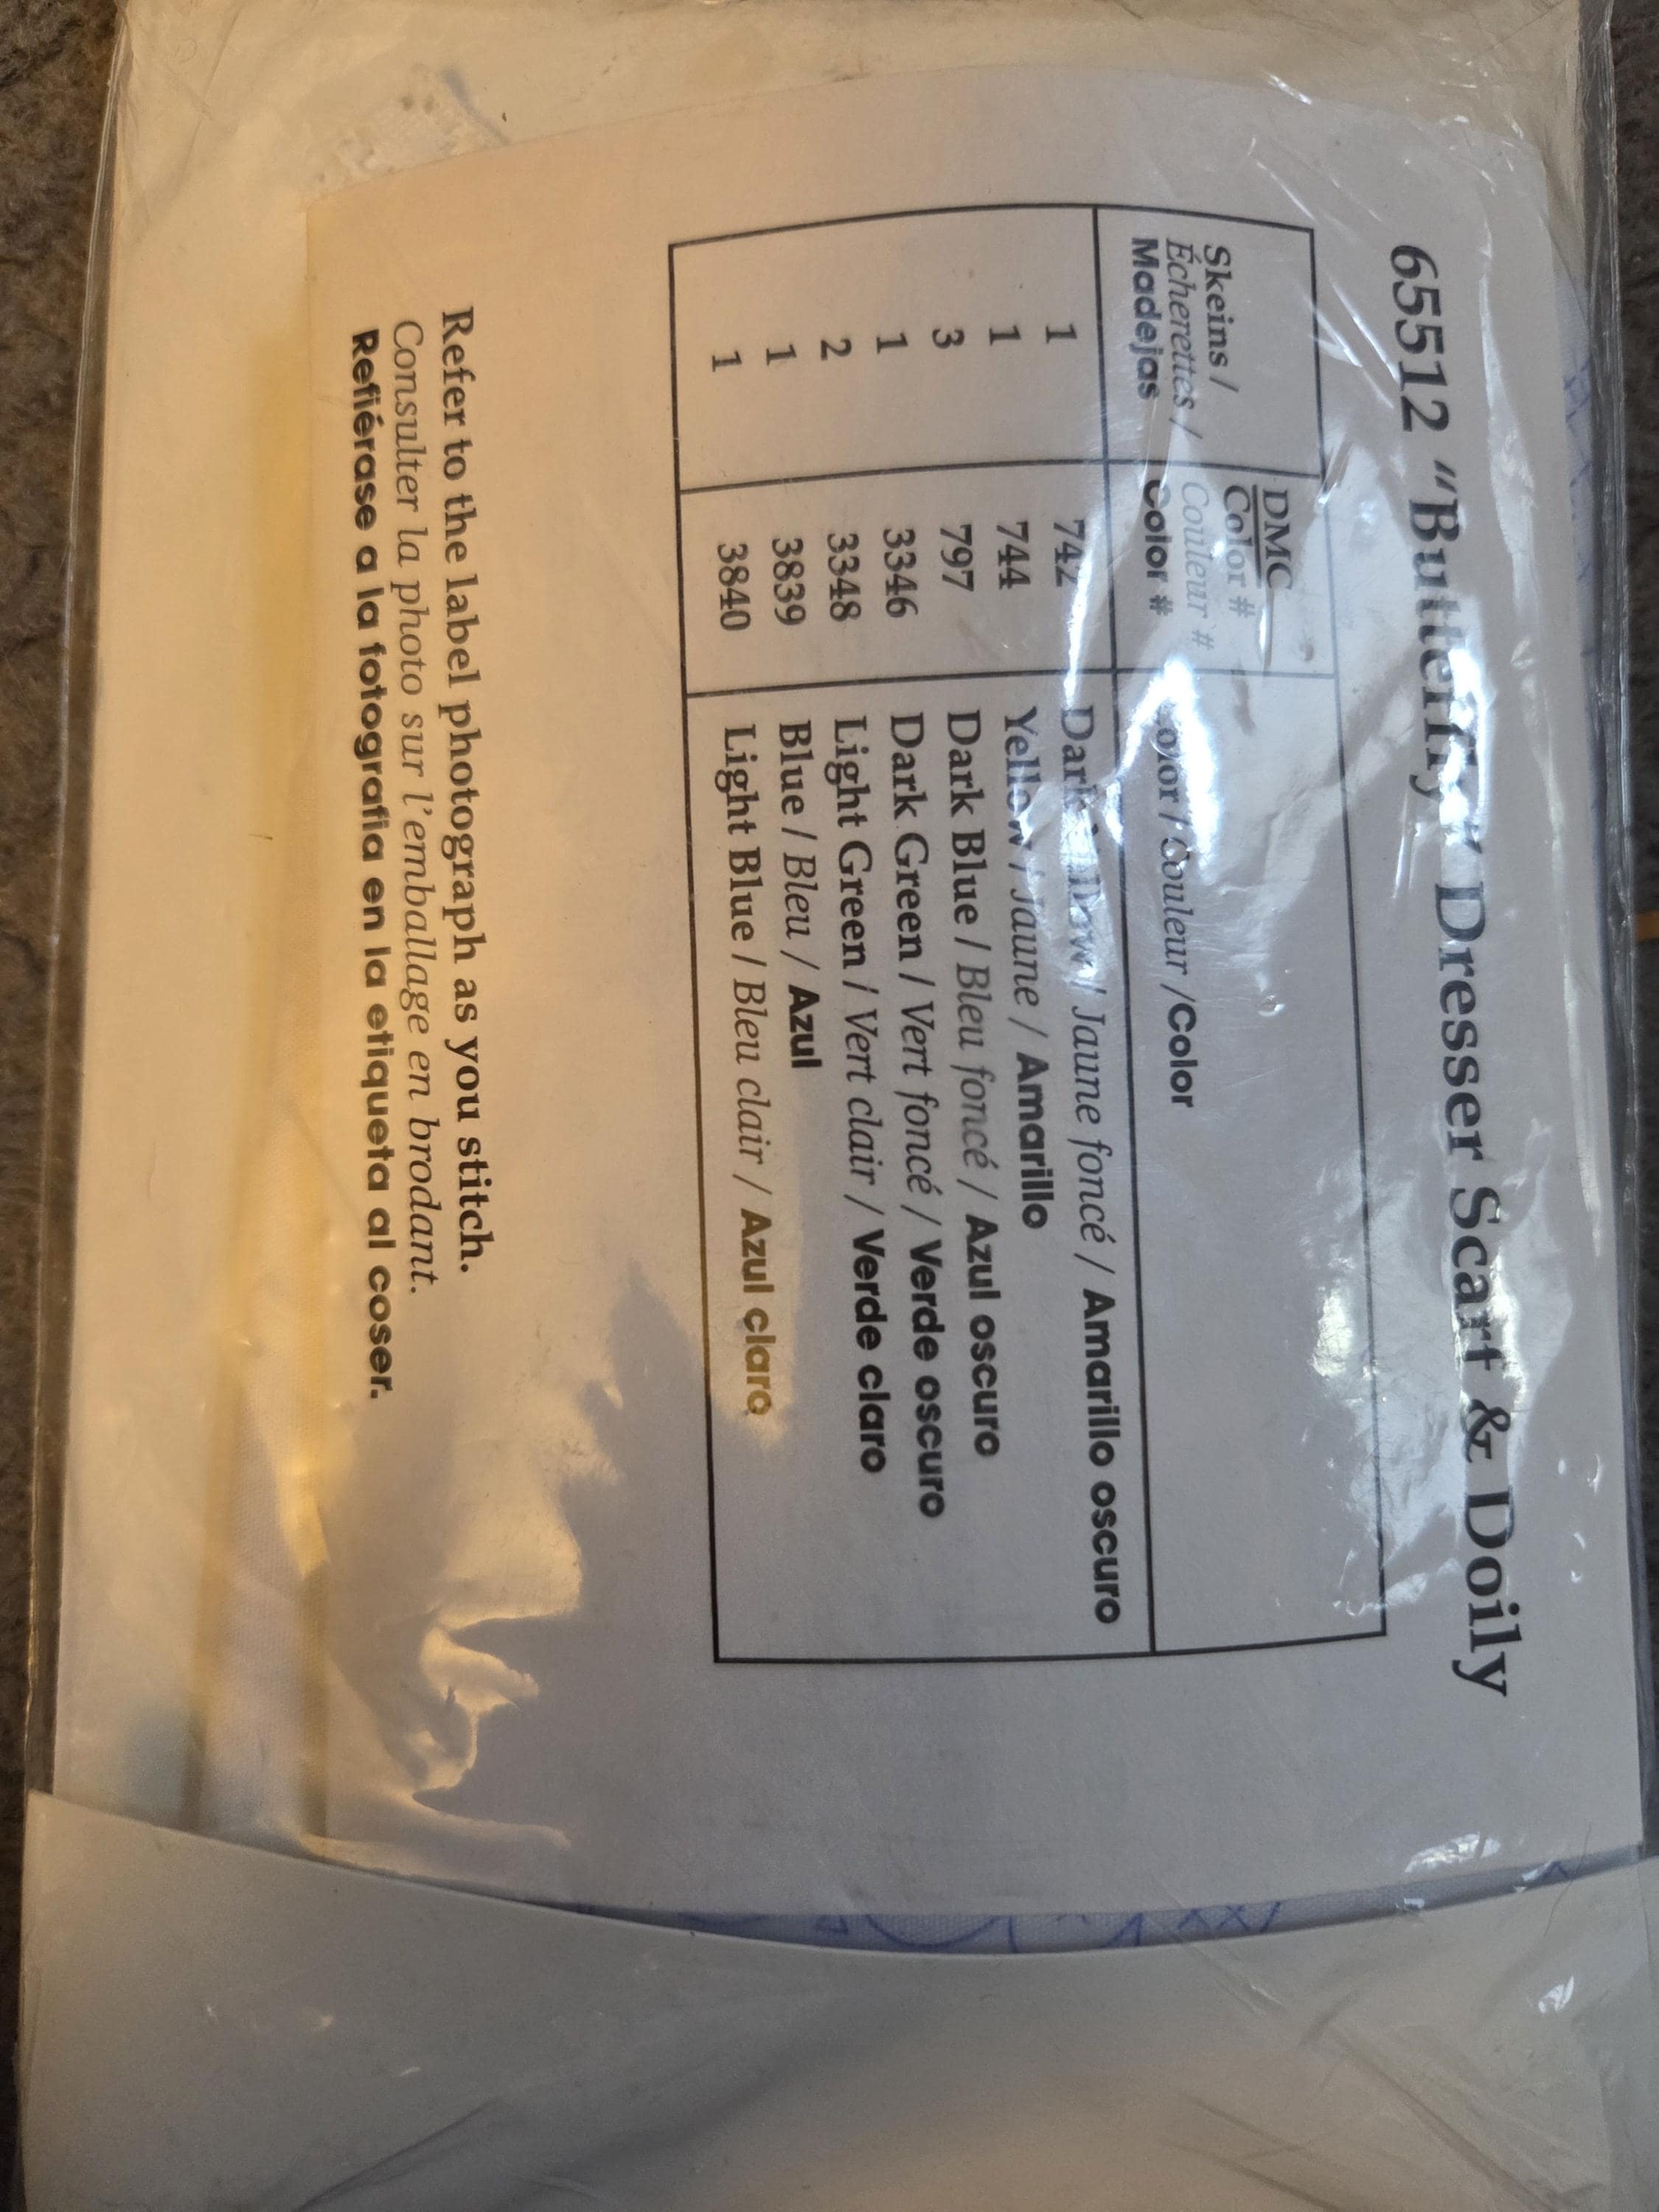 65512 "Butterfly" Dresser Scarf & Doily
Skeins / Écherettes / Madejas
DMC Color # Couleur # Color #
Color / Couleur / Color
1 742 Dark Yellow / Jaune foncé / Amarillo oscuro
1 744 Yellow / Jaune / Amarillo
3 797 Dark Blue / Bleu foncé / Azul oscuro
1 3346 Dark Green / Vert foncé / Verde oscuro
2 3348 Light Green / Vert clair / Verde claro
1 3839 Blue / Bleu / Azul
1 3840 Light Blue / Bleu clair / Azul claro
Refer to the label photograph as you stitch.
Consulter la photo sur l'emballage en brodant.
Refiérase a la fotografia en la etiqueta al coser.